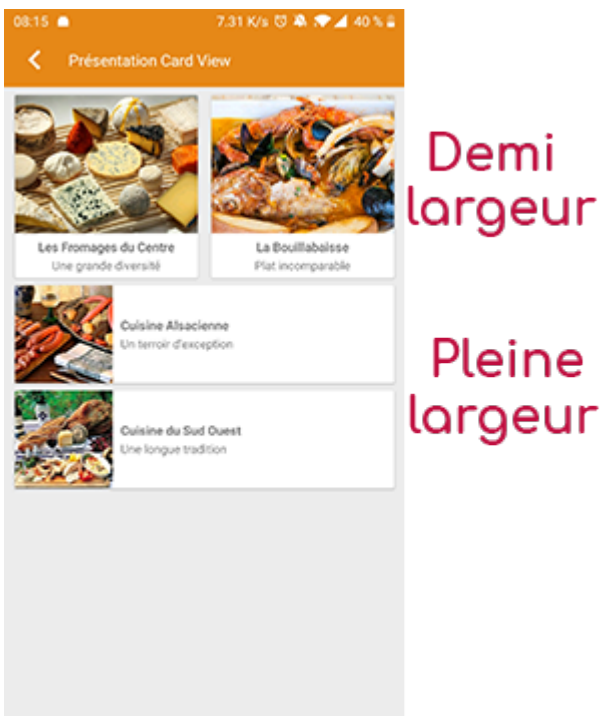 08:15 7.31 K/s 40 %
Présentation Card View
Les Fromages du Centre
Une grande diversité
La Bouillabaisse
Plat incomparable
Demi
largeur
Cuisine Alsacienne
Un terroir d'exception
Pleine
largeur
Cuisine du Sud Ouest
Une longue tradition